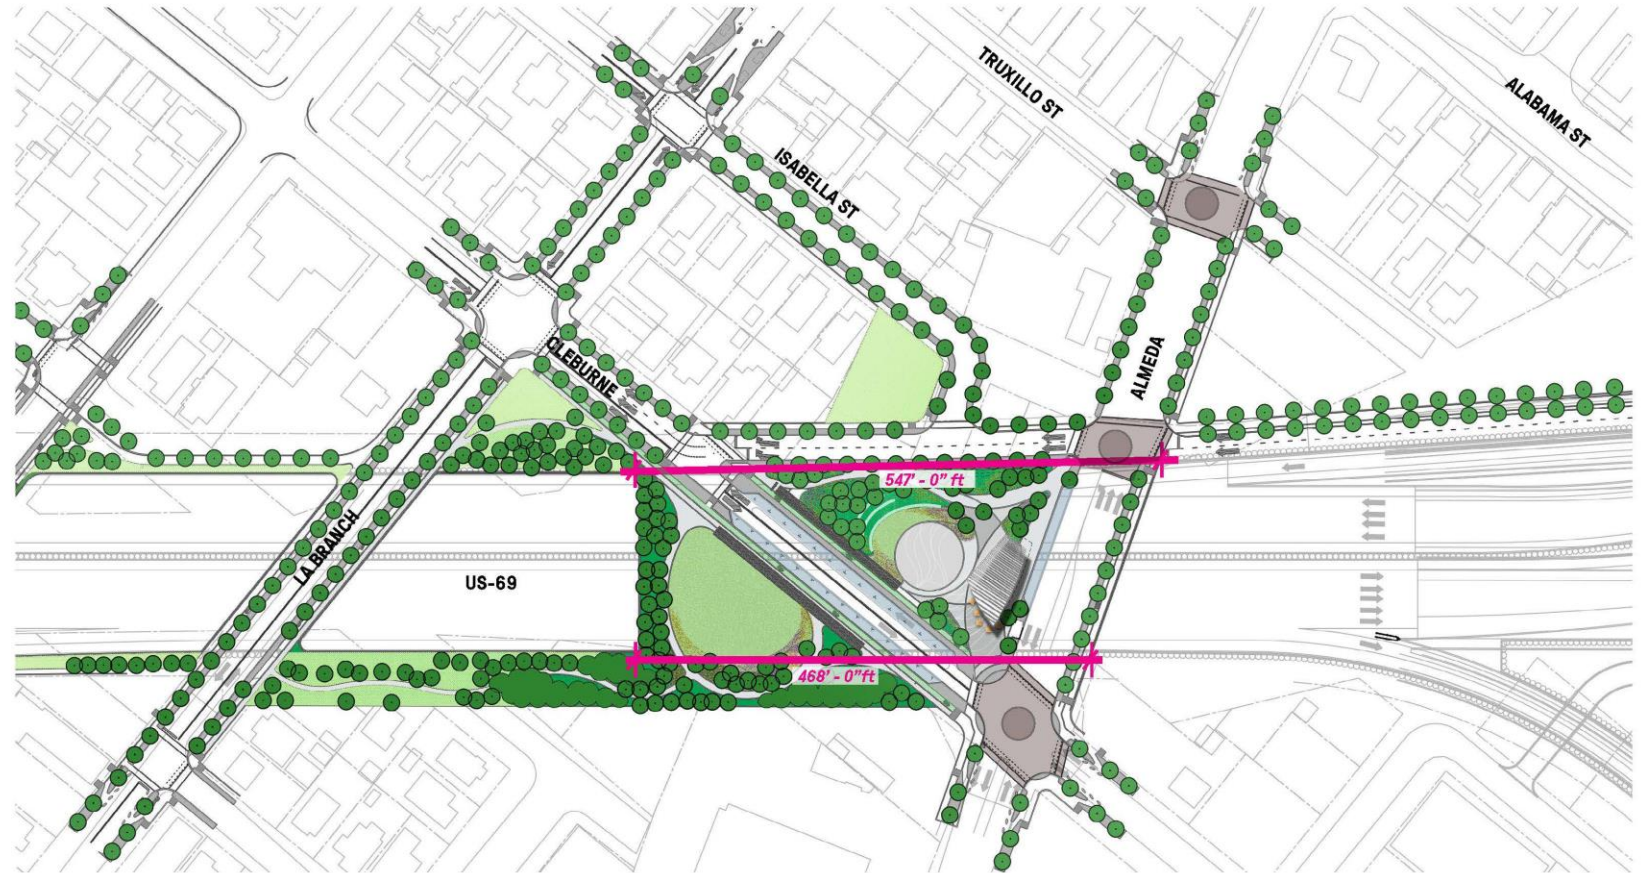 TRUXILLO ST
ALABAMA ST
ISABELLA ST
CLEBURNE
ALMEDA
547' - 0" ft
LA BRANCH
US-69
468' - 0"ft